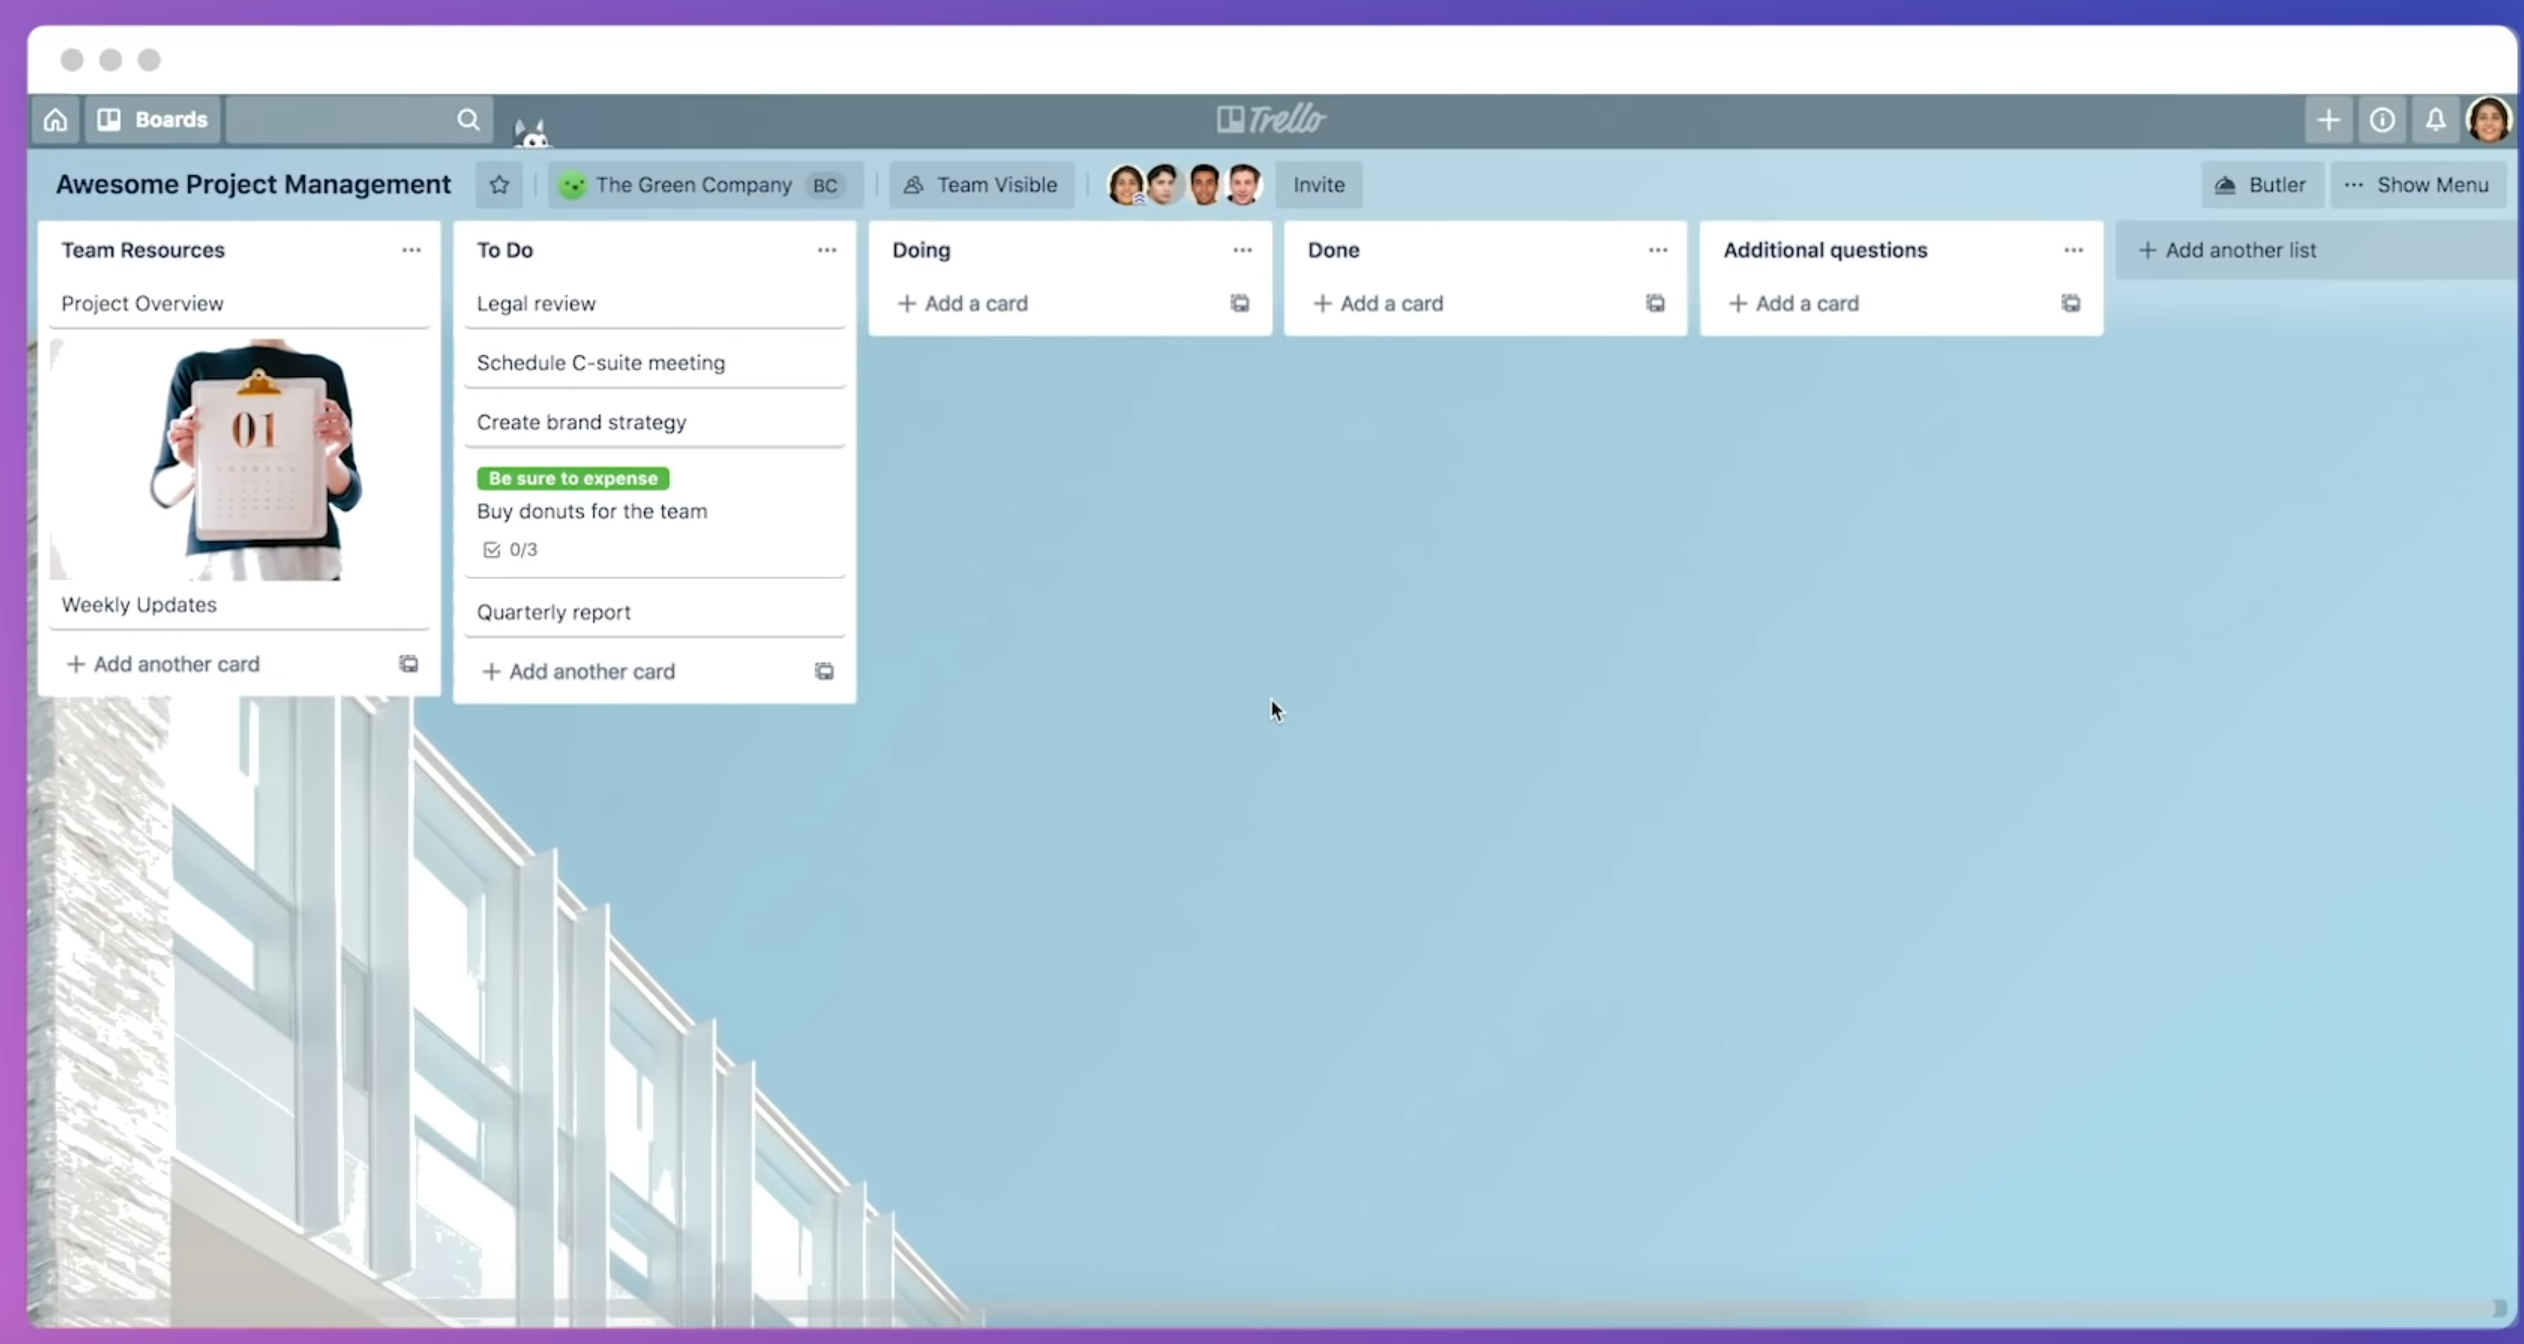 Boards
Trello
Awesome Project Management
The Green Company BC
Team Visible
Invite
Butler
Show Menu
Team Resources
Project Overview
01
Weekly Updates
+ Add another card
To Do
Legal review
Schedule C-suite meeting
Create brand strategy
Be sure to expense
Buy donuts for the team
0/3
Quarterly report
+ Add another card
Doing
+ Add a card
Done
+ Add a card
Additional questions
+ Add a card
+ Add another list